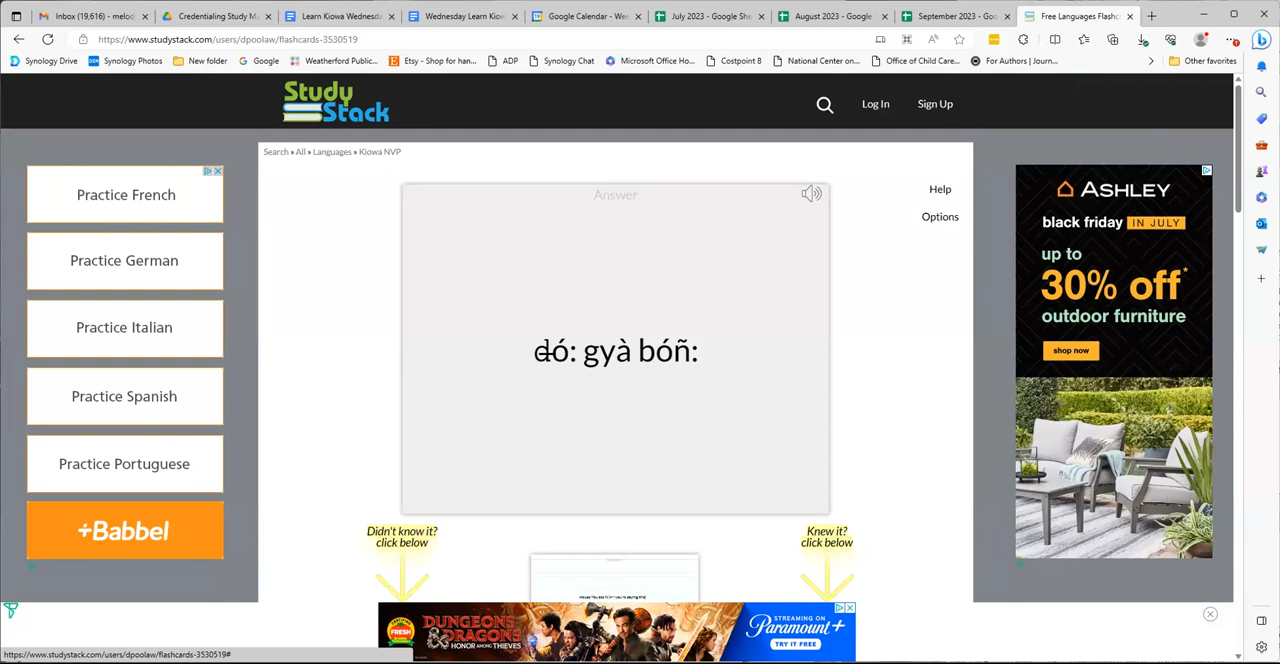 Inbox (19,616) - melod
Credentialing Study Ma
Learn Kiowa Wednesda
Wednesday Learn Kiow
Google Calendar - Wee
July 2023 - Google She
August 2023 - Google
September 2023 - Goo
Free Languages Flashc
https://www.studystack.com/users/dpoolaw/flashcards-3530519
Synology Drive
Synology Photos
New folder
Google
Weatherford Public...
Etsy - Shop for han...
ADP
Synology Chat
Microsoft Office Ho...
Costpoint 8
National Center on...
Office of Child Care...
For Authors | Journ...
Other favorites
Study
Stack
Log In
Sign Up
Search » All » Languages » Kiowa NVP
Practice French
Practice German
Practice Italian
Practice Spanish
Practice Portuguese
+Babbel
Answer
Help
Options
dó: gyà bóñ:
Didn't know it?
click below
Knew it?
click below
ASHLEY
black friday IN JULY
up to
30% off*
outdoor furniture
shop now
FRESH
DUNGEONS
& DRAGONS
HONOR AMONG THIEVES
STREAMING ON
Paramount+
TRY IT FREE
https://www.studystack.com/users/dpoolaw/flashcards-3530519#